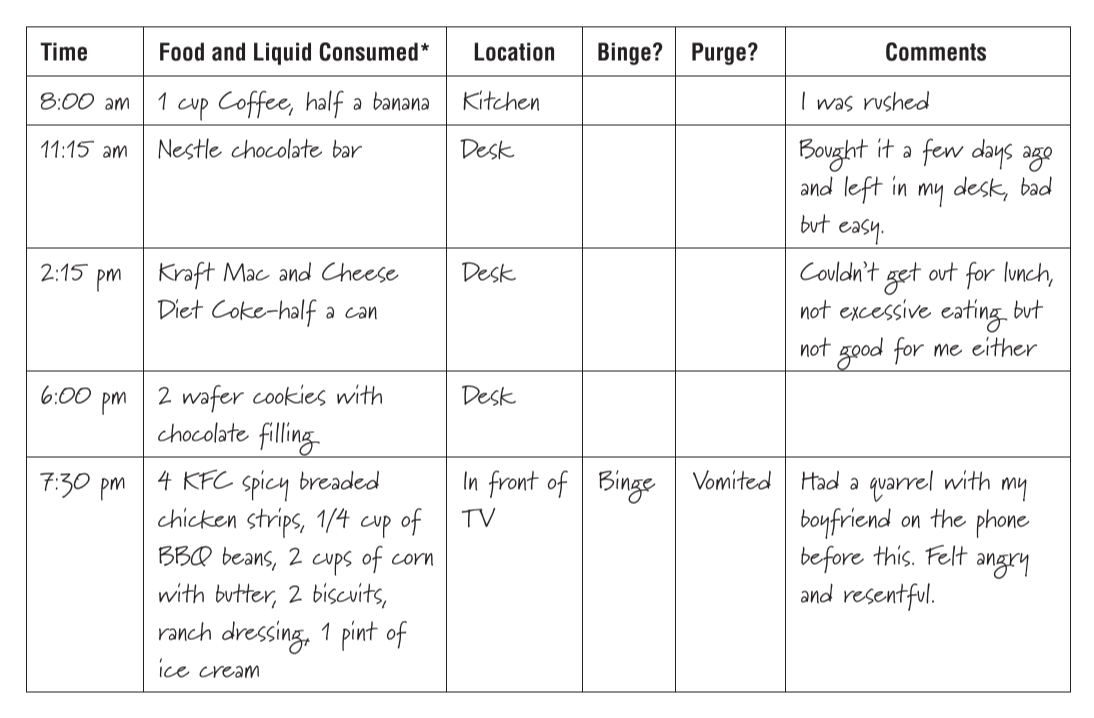 Time Food and Liquid Consumed* Location Binge? Purge? Comments
8:00 am 1 cup Coffee, half a banana Kitchen I was rushed
11:15 am Nestle chocolate bar Desk Bought it a few days ago
and left in my desk, bad
but easy.
2:15 pm Kraft Mac and Cheese Desk Couldn't get out for lunch,
Diet Coke-half a can not excessive eating but
not good for me either
6:00 pm 2 wafer cookies with Desk
chocolate filling
7:30 pm 4 KFC spicy breaded In front of Binge Vomited Had a quarrel with my
chicken strips, 1/4 cup of TV boyfriend on the phone
BBQ beans, 2 cups of corn before this. Felt angry
with butter, 2 biscuits, and resentful.
ranch dressing, 1 pint of
ice cream